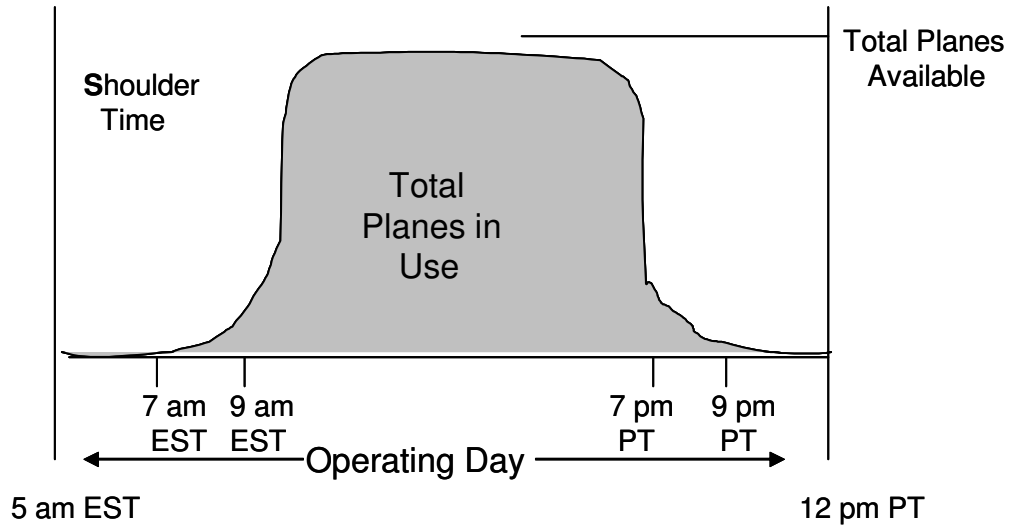 Shoulder
Time
Total Planes
Available
Total
Planes in
Use
7 am
EST
9 am
EST
7 pm
PT
9 pm
PT
Operating Day
5 am EST
12 pm PT